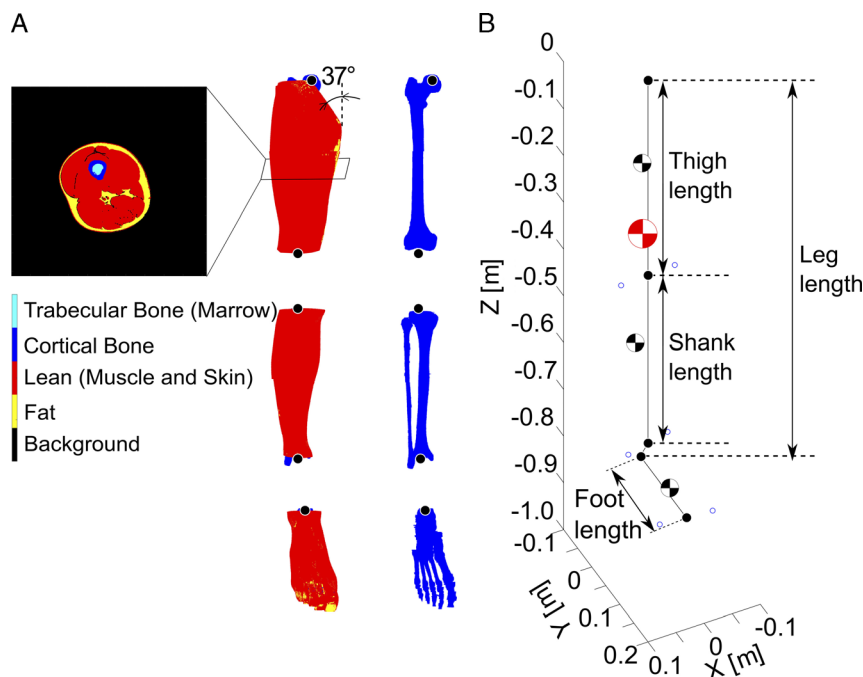 A
37°
Trabecular Bone (Marrow)
Cortical Bone
Lean (Muscle and Skin)
Fat
Background
B
0
-0.1
-0.2
-0.3
-0.4
-0.5
-0.6
-0.7
-0.8
-0.9
-1.0
Z [m]
Thigh
length
Shank
length
Leg
length
Foot
length
-0.1
0
0.1
0.2
Y [m]
0.1
0
-0.1
X [m]